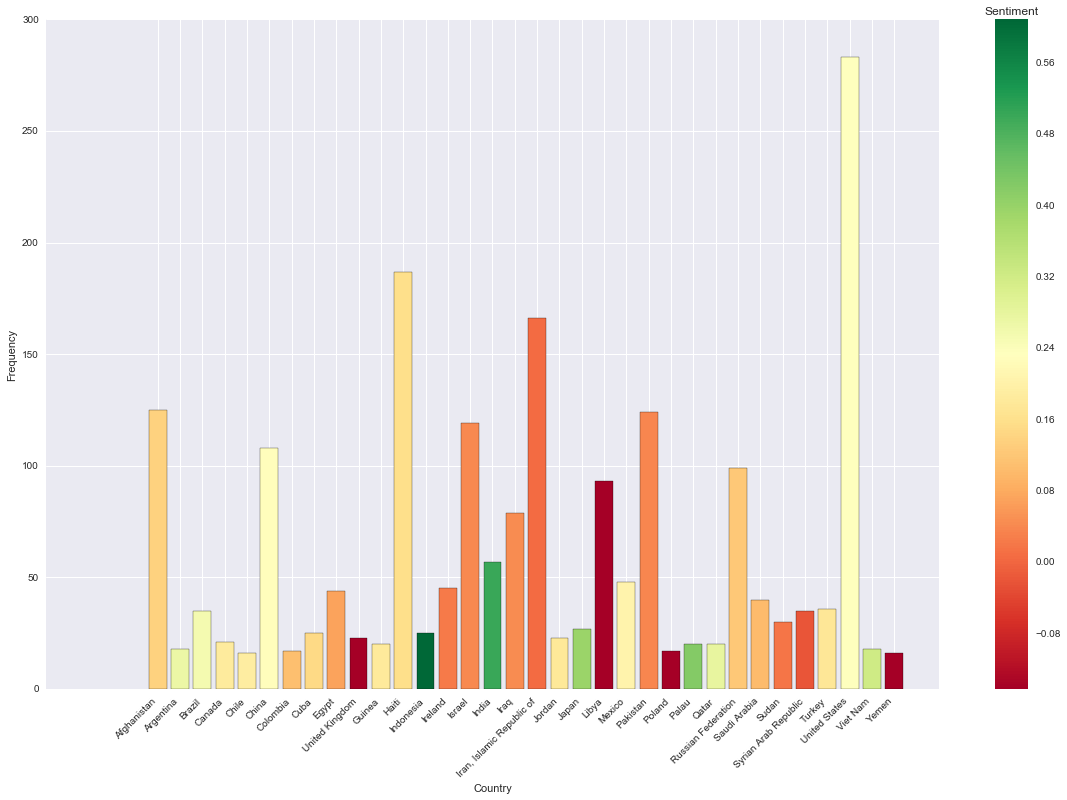 Sentiment
300
250
200
150
100
50
0
Frequency
0.56
0.48
0.40
0.32
0.24
0.16
0.08
0.00
−0.08
Afghanistan
Argentina
Brazil
Canada
Chile
China
Colombia
Cuba
Egypt
United Kingdom
Guinea
Haiti
Indonesia
Ireland
Israel
India
Iraq
Iran, Islamic Republic of
Jordan
Japan
Libya
Mexico
Pakistan
Poland
Palau
Qatar
Russian Federation
Saudi Arabia
Sudan
Syrian Arab Republic
Turkey
United States
Viet Nam
Yemen
Country